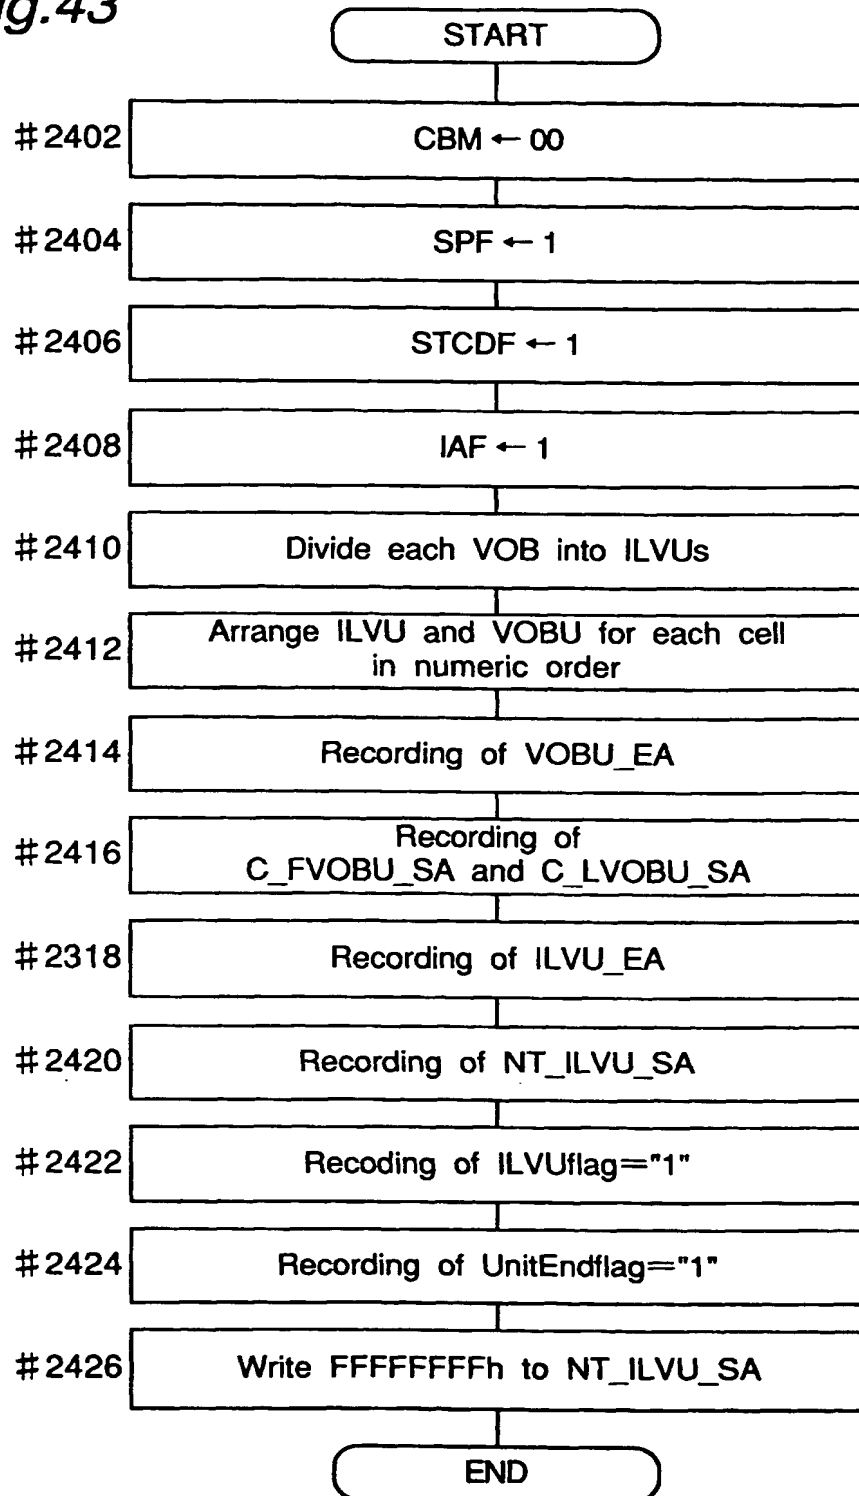 ig.43
START
#2402 CBM ← 00
#2404 SPF ← 1
#2406 STCDF ← 1
#2408 IAF ← 1
#2410 Divide each VOB into ILVUs
#2412 Arrange ILVU and VOBU for each cell
in numeric order
#2414 Recording of VOBU_EA
#2416 Recording of
C_FVOBU_SA and C_LVOBU_SA
#2318 Recording of ILVU_EA
#2420 Recording of NT_ILVU_SA
#2422 Recoding of ILVUflag="1"
#2424 Recording of UnitEndflag="1"
#2426 Write FFFFFFFFh to NT_ILVU_SA
END